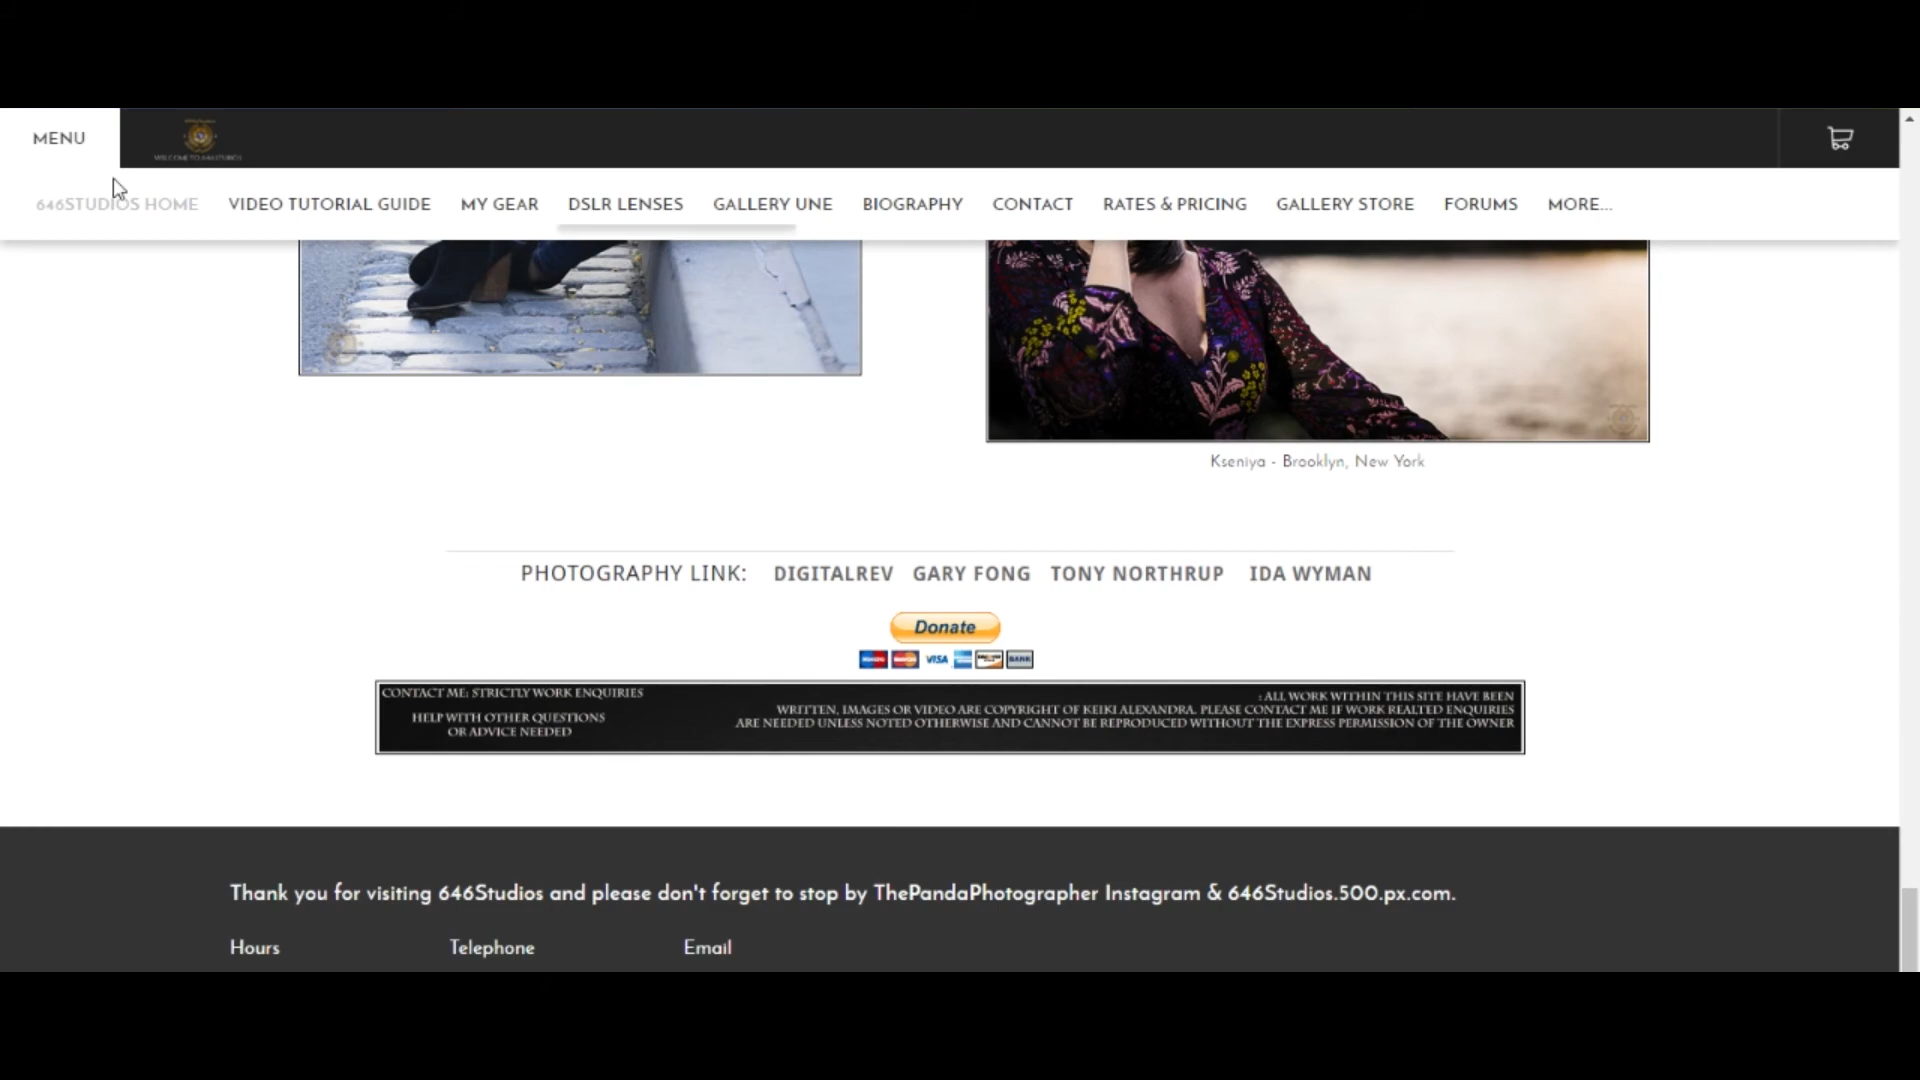 MENU
WELCOME TO 646STUDIOS
646STUDIOS HOME VIDEO TUTORIAL GUIDE MY GEAR DSLR LENSES GALLERY UNE BIOGRAPHY CONTACT RATES & PRICING GALLERY STORE FORUMS MORE...
Kseniya - Brooklyn, New York
PHOTOGRAPHY LINK: DIGITALREV GARY FONG TONY NORTHRUP IDA WYMAN
Donate
VISA BANK
CONTACT ME: STRICTLY WORK ENQUIRIES
HELP WITH OTHER QUESTIONS
OR ADVICE NEEDED
: ALL WORK WITHIN THIS SITE HAVE BEEN
WRITTEN, IMAGES OR VIDEO ARE COPYRIGHT OF KEIKI ALEXANDRA. PLEASE CONTACT ME IF WORK REALTED ENQUIRIES
ARE NEEDED UNLESS NOTED OTHERWISE AND CANNOT BE REPRODUCED WITHOUT THE EXPRESS PERMISSION OF THE OWNER
Thank you for visiting 646Studios and please don't forget to stop by ThePandaPhotographer Instagram & 646Studios.500.px.com.
Hours Telephone Email